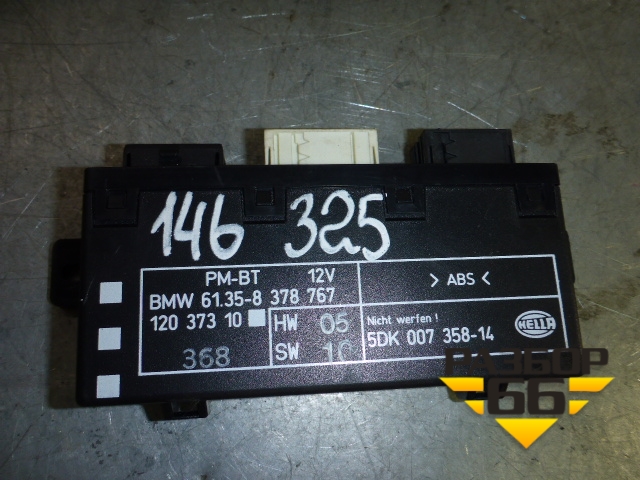 146 325
PM-BT 12V
BMW 61.35-8 378 767
> ABS <
120 373 10
HW 05
Nicht werfen !
5DK 007 358-14
HELLA
368
SW 10
РАЗБОР
66